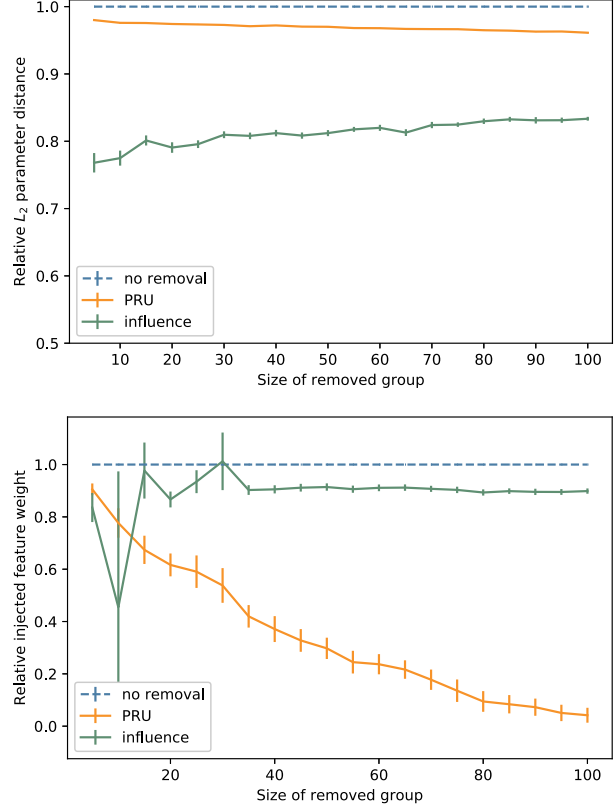 1.0
0.9
0.8
0.7
0.6
0.5
Relative L₂ parameter distance
no removal
PRU
influence
10 20 30 40 50 60 70 80 90 100
Size of removed group
1.0
0.8
0.6
0.4
0.2
0.0
Relative injected feature weight
no removal
PRU
influence
20 40 60 80 100
Size of removed group